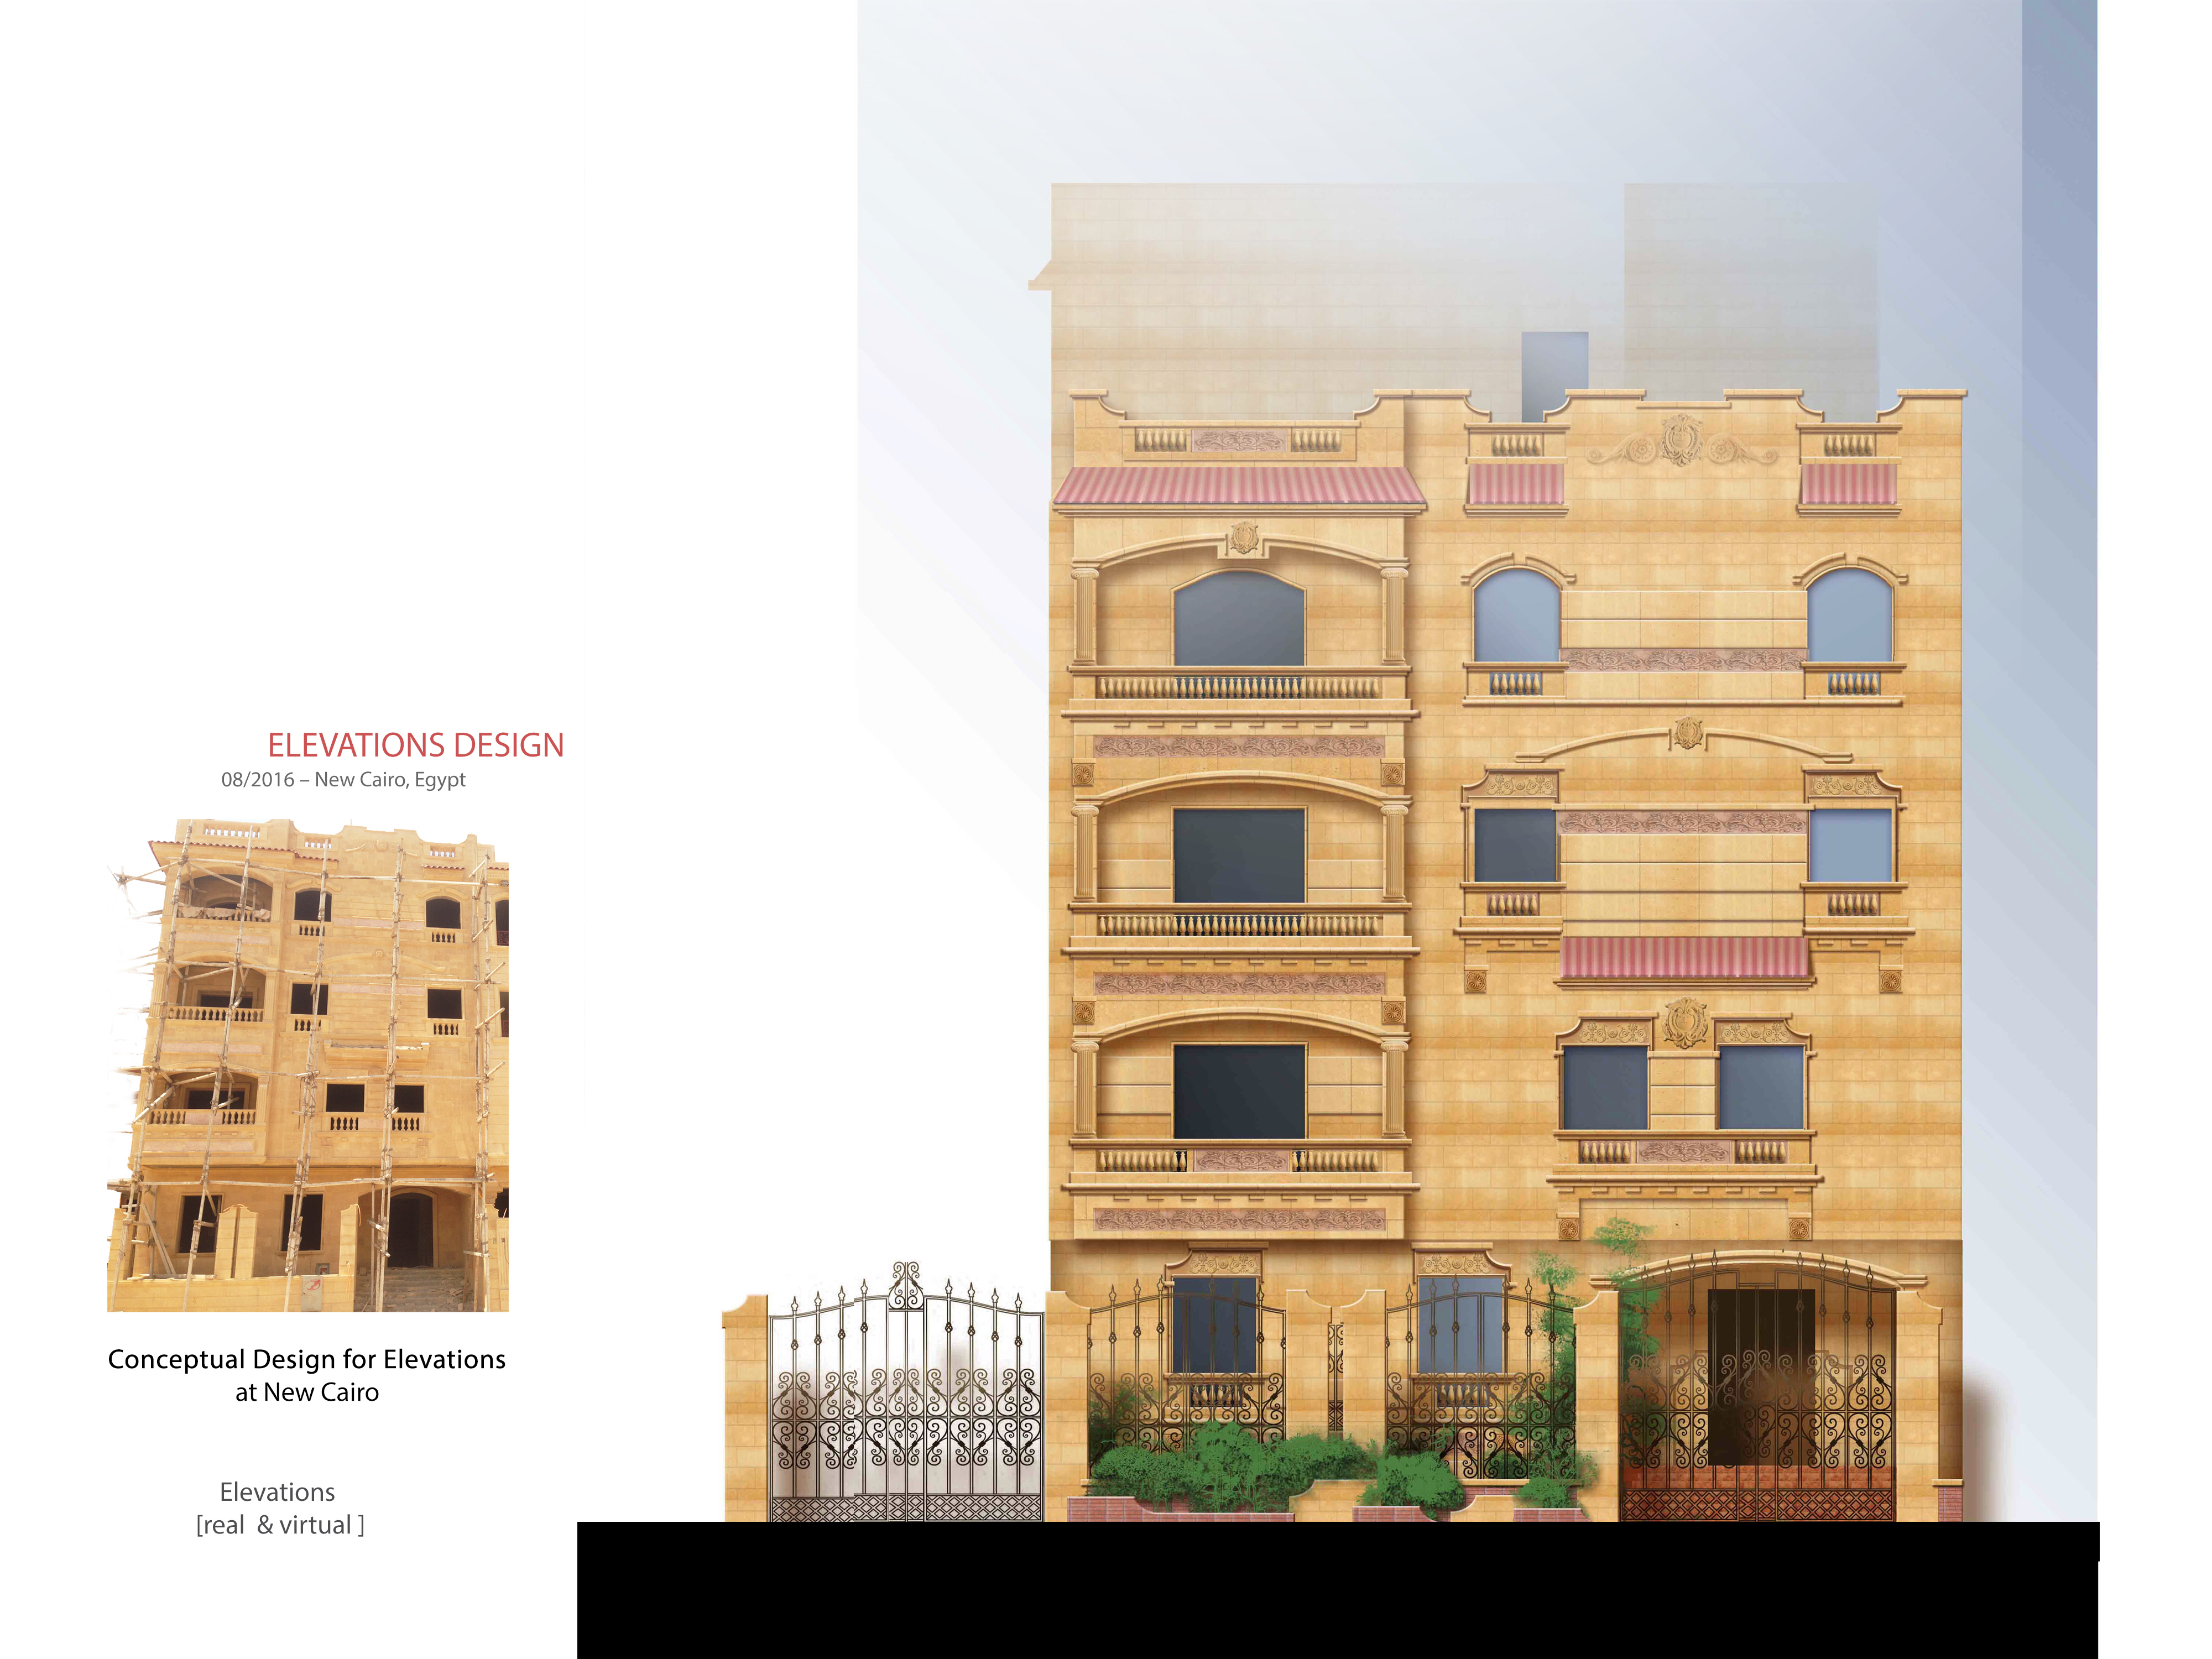 ELEVATIONS DESIGN
08/2016 – New Cairo, Egypt
Conceptual Design for Elevations
at New Cairo
Elevations
[real & virtual ]